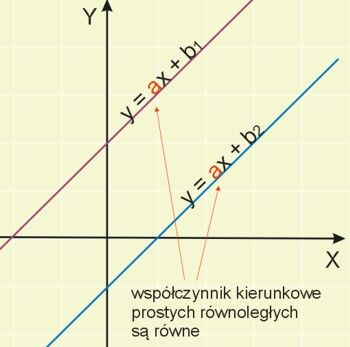 Y
y = ax + b₁
y = ax + b₂
X
współczynnik kierunkowe
prostych równoległych
są równe